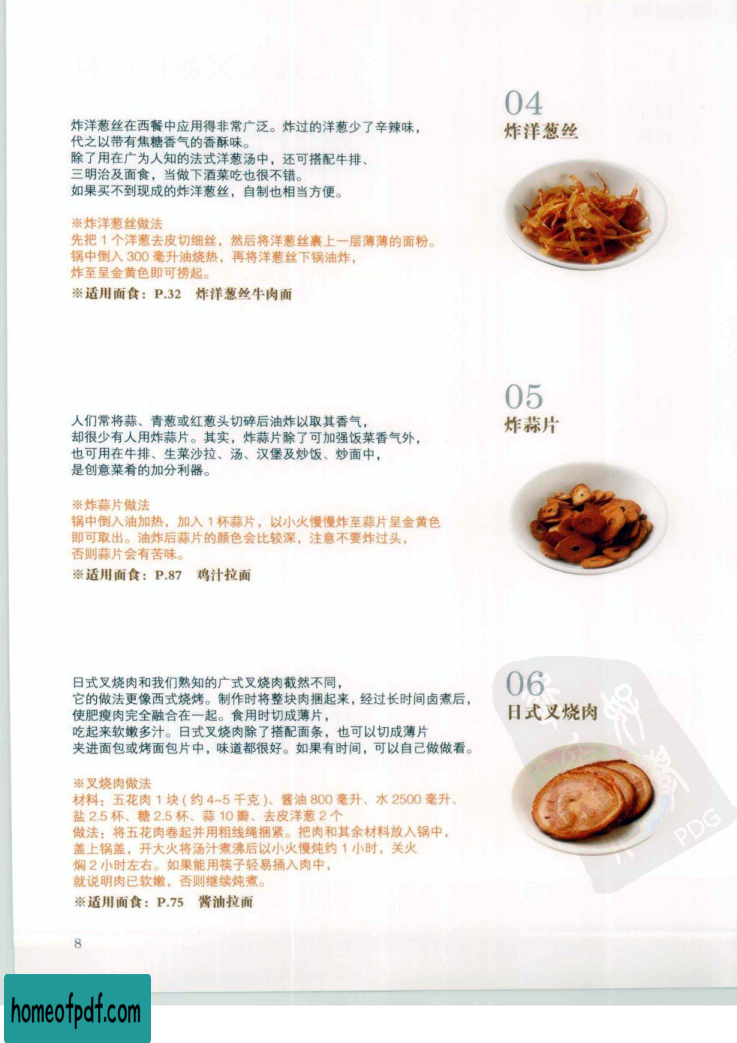 04
炸洋葱丝
炸洋葱丝在西餐中应用得非常广泛。炸过的洋葱少了辛辣味，
代之以带有焦糖香气的香酥味。
除了用在广为人知的法式洋葱汤中，还可搭配牛排、
三明治及面食，当做下酒菜吃也很不错。
如果买不到现成的炸洋葱丝，自制也相当方便。
※炸洋葱丝做法
先把 1 个洋葱去皮切细丝，然后将洋葱丝裹上一层薄薄的面粉。
锅中倒入 300 毫升油烧热，再将洋葱丝下锅油炸，
炸至呈金黄色即可捞起。
※适用面食：P.32 炸洋葱丝牛肉面
05
炸蒜片
人们常将蒜、青葱或红葱头切碎后油炸以取其香气，
却很少有人用炸蒜片。其实，炸蒜片除了可加强饭菜香气外，
也可用在牛排、生菜沙拉、汤、汉堡及炒饭、炒面中，
是创意菜肴的加分利器。
※炸蒜片做法
锅中倒入油加热，加入 1 杯蒜片，以小火慢慢炸至蒜片呈金黄色
即可取出。油炸后蒜片的颜色会比较深，注意不要炸过头，
否则蒜片会有苦味。
※适用面食：P.87 鸡汁拉面
06
日式叉烧肉
日式叉烧肉和我们熟知的广式叉烧肉截然不同，
它的做法更像西式烧烤。制作时将整块肉捆起来，经过长时间卤煮后，
使肥瘦肉完全融合在一起。食用时切成薄片，
吃起来软嫩多汁。日式叉烧肉除了搭配面条，也可以切成薄片
夹进面包或烤面包片中，味道都很好。如果有时间，可以自己做做看。
※叉烧肉做法
材料：五花肉 1 块 ( 约 4~5 千克 )、酱油 800 毫升、水 2500 毫升、
盐 2.5 杯、糖 2.5 杯、蒜 10 瓣、去皮洋葱 2 个
做法：将五花肉卷起并用粗线绳捆紧。把肉和其余材料放入锅中，
盖上锅盖，开大火将汤汁煮沸后以小火慢炖约 1 小时，关火
焖 2 小时左右。如果能用筷子轻易插入肉中，
就说明肉已软嫩，否则继续炖煮。
※适用面食：P.75 酱油拉面
PDG
8
homeofpdf.com